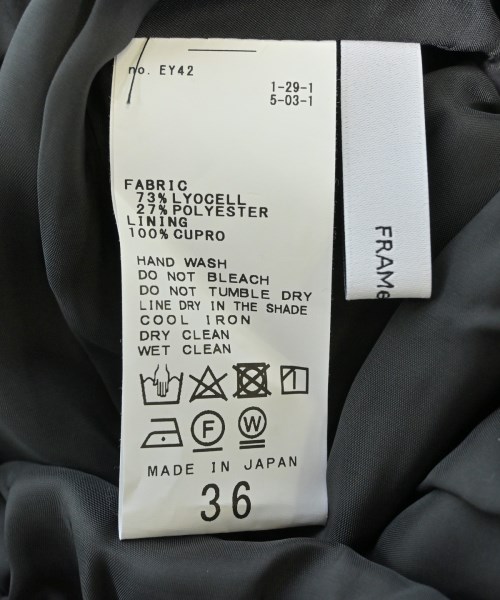 no. EY42
1-29-1
5-03-1
FABRIC
73% LYOCELL
27% POLYESTER
LINING
100% CUPRO
HAND WASH
DO NOT BLEACH
DO NOT TUMBLE DRY
LINE DRY IN THE SHADE
COOL IRON
DRY CLEAN
WET CLEAN
F W
MADE IN JAPAN
36
FRAMe